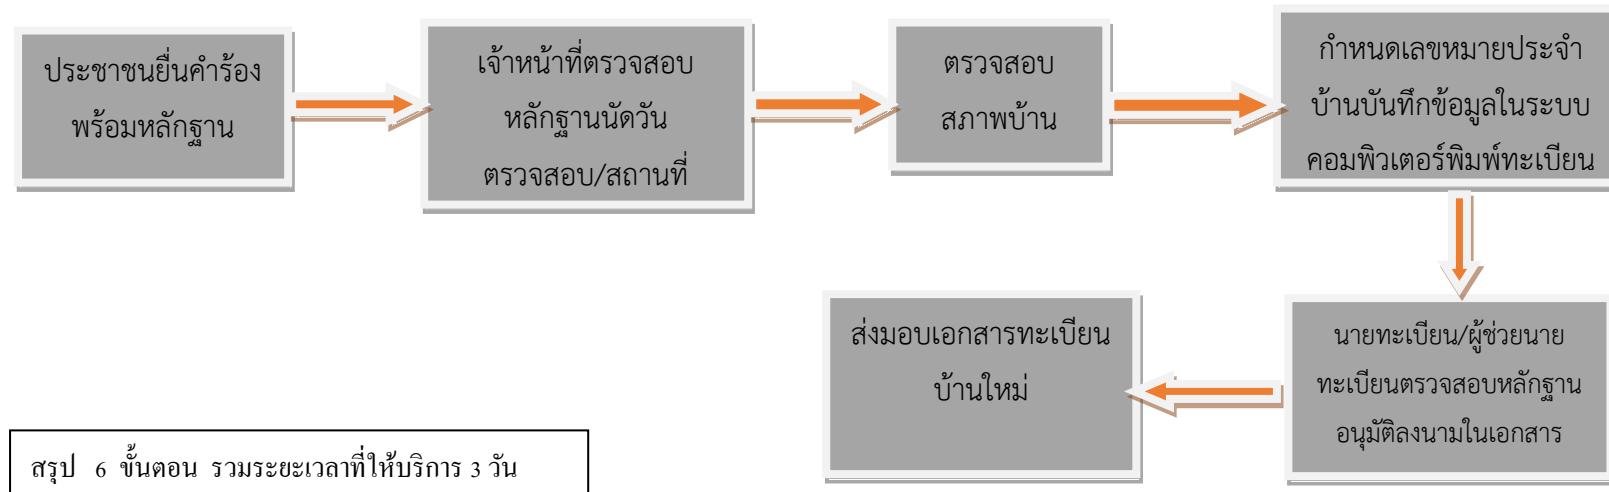 ประชาชนยื่นคำร้อง
พร้อมหลักฐาน
เจ้าหน้าที่ตรวจสอบ
หลักฐานนัดวัน
ตรวจสอบ/สถานที่
ตรวจสอบ
สภาพบ้าน
กำหนดเลขหมายประจำ
บ้านบันทึกข้อมูลในระบบ
คอมพิวเตอร์พิมพ์ทะเบียน
นายทะเบียน/ผู้ช่วยนาย
ทะเบียนตรวจสอบหลักฐาน
อนุมัติลงนามในเอกสาร
ส่งมอบเอกสารทะเบียน
บ้านใหม่
สรุป 6 ขั้นตอน รวมระยะเวลาที่ให้บริการ 3 วัน